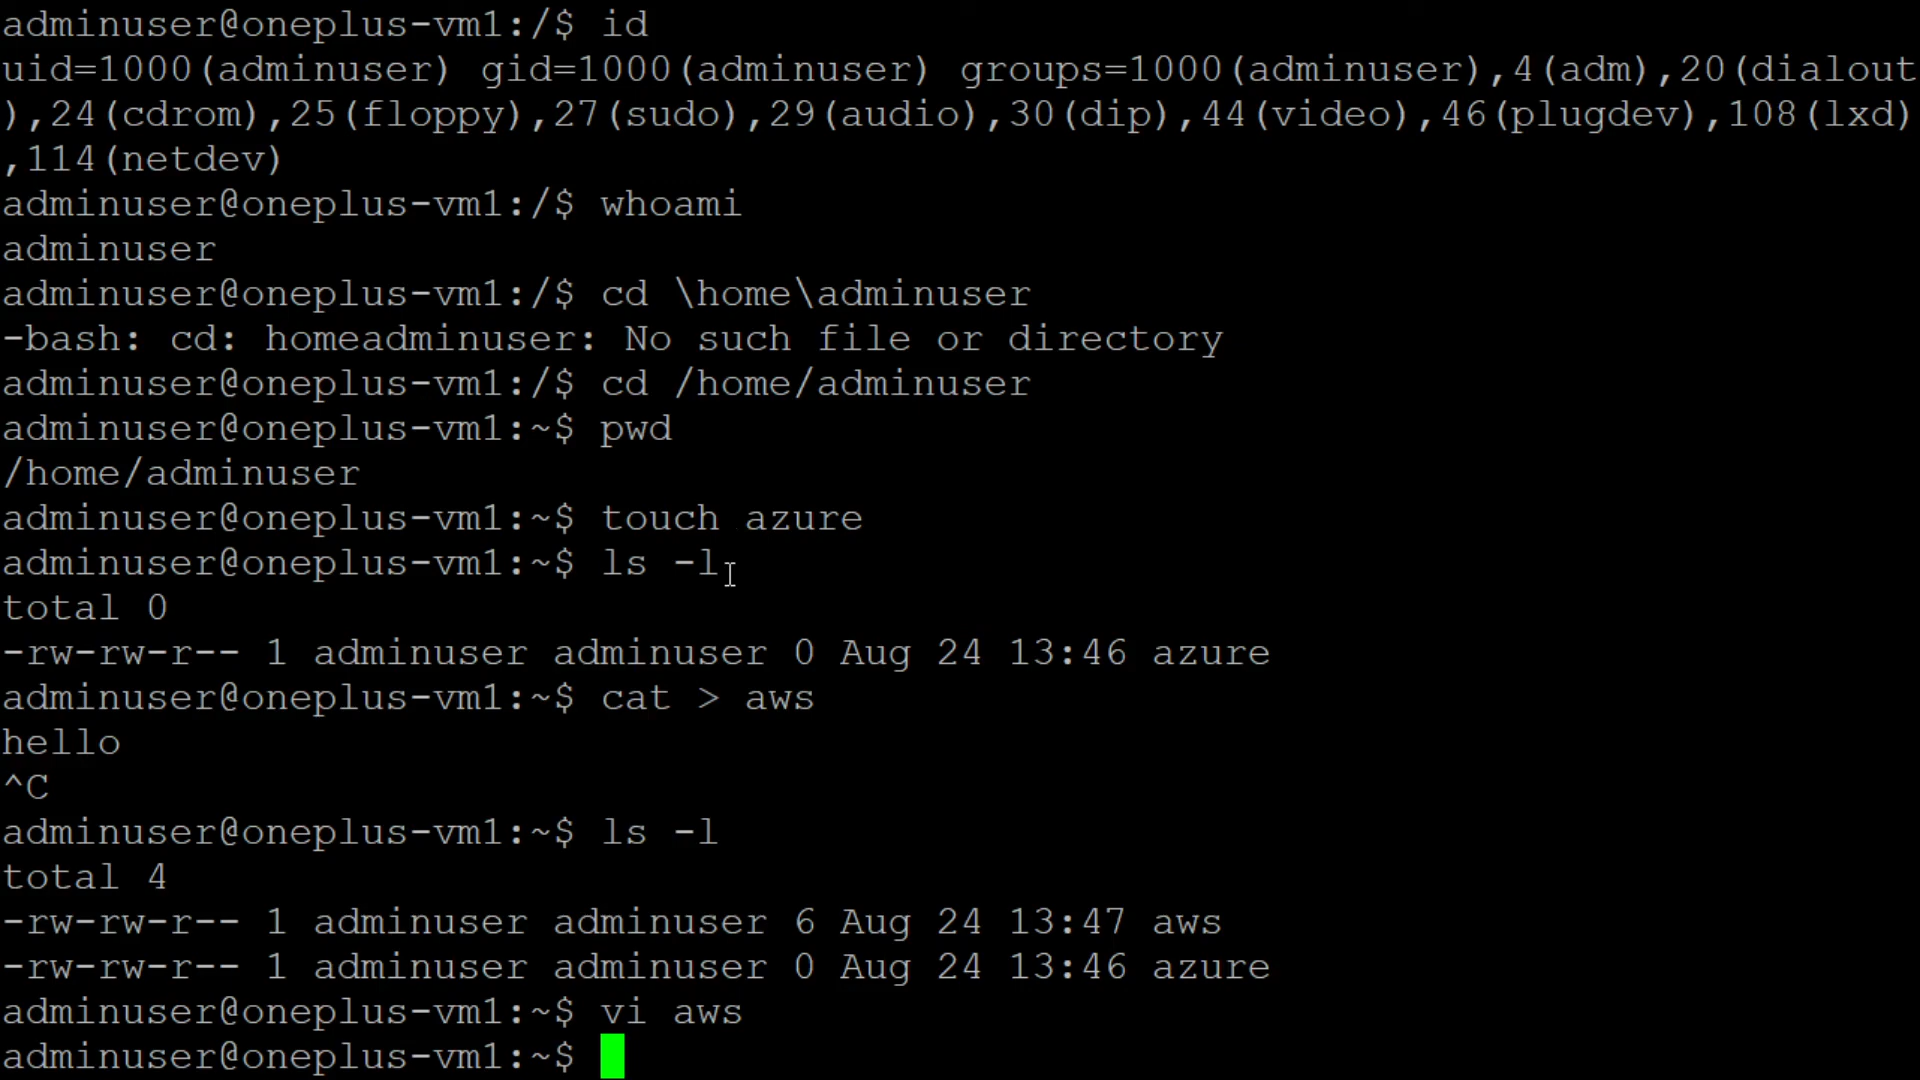 adminuser@oneplus-vm1:/$ id
uid=1000(adminuser) gid=1000(adminuser) groups=1000(adminuser),4(adm),20(dialout
),24(cdrom),25(floppy),27(sudo),29(audio),30(dip),44(video),46(plugdev),108(lxd)
,114(netdev)
adminuser@oneplus-vm1:/$ whoami
adminuser
adminuser@oneplus-vm1:/$ cd \home\adminuser
-bash: cd: homeadminuser: No such file or directory
adminuser@oneplus-vm1:/$ cd /home/adminuser
adminuser@oneplus-vm1:~$ pwd
/home/adminuser
adminuser@oneplus-vm1:~$ touch azure
adminuser@oneplus-vm1:~$ ls -l
total 0
-rw-rw-r-- 1 adminuser adminuser 0 Aug 24 13:46 azure
adminuser@oneplus-vm1:~$ cat > aws
hello
^C
adminuser@oneplus-vm1:~$ ls -l
total 4
-rw-rw-r-- 1 adminuser adminuser 6 Aug 24 13:47 aws
-rw-rw-r-- 1 adminuser adminuser 0 Aug 24 13:46 azure
adminuser@oneplus-vm1:~$ vi aws
adminuser@oneplus-vm1:~$